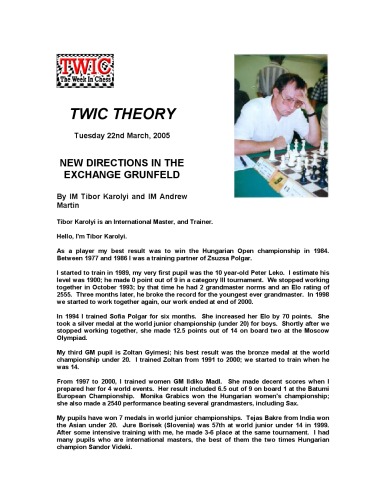 TWIC
The Week In Chess
TWIC THEORY
Tuesday 22nd March, 2005
NEW DIRECTIONS IN THE
EXCHANGE GRUNFELD
By IM Tibor Karolyi and IM Andrew
Martin
Tibor Karolyi is an International Master, and Trainer.
Hello, I'm Tibor Karolyi.
As a player my best result was to win the Hungarian Open championship in 1984.
Between 1977 and 1986 I was a training partner of Zsuzsa Polgar.
I started to train in 1989, my very first pupil was the 10 year-old Peter Leko. I estimate his
level was 1900; he made 0 point out of 9 in a category III tournament. We stopped working
together in October 1993; by that time he had 2 grandmaster norms and an Elo rating of
2555. Three months later, he broke the record for the youngest ever grandmaster. In 1998
we started to work together again, our work ended at end of 2000.
In 1994 I trained Sofia Polgar for six months. She increased her Elo by 70 points. She
took a silver medal at the world junior championship (under 20) for boys. Shortly after we
stopped working together, she made 12.5 points out of 14 on board two at the Moscow
Olympiad.
My third GM pupil is Zoltan Gyimesi; his best result was the bronze medal at the world
championship under 20. I trained Zoltan from 1991 to 2000; we started to train when he
was 14.
From 1997 to 2000, I trained women GM Ildiko Madl. She made decent scores when I
prepared her for 4 world events. Her result included 6.5 out of 9 on board 1 at the Batumi
European Championship. Monika Grabics won the Hungarian women's championship;
she also made a 2540 performance beating several grandmasters, including Sax.
My pupils have won 7 medals in world junior championships. Tejas Bakre from India won
the Asian under 20. Jure Borisek (Slovenia) was 57th at world junior under 14 in 1999.
After some intensive training with me, he made 3-6 place at the same tournament. I had
many pupils who are international masters, the best of them the two times Hungarian
champion Sandor Videki.